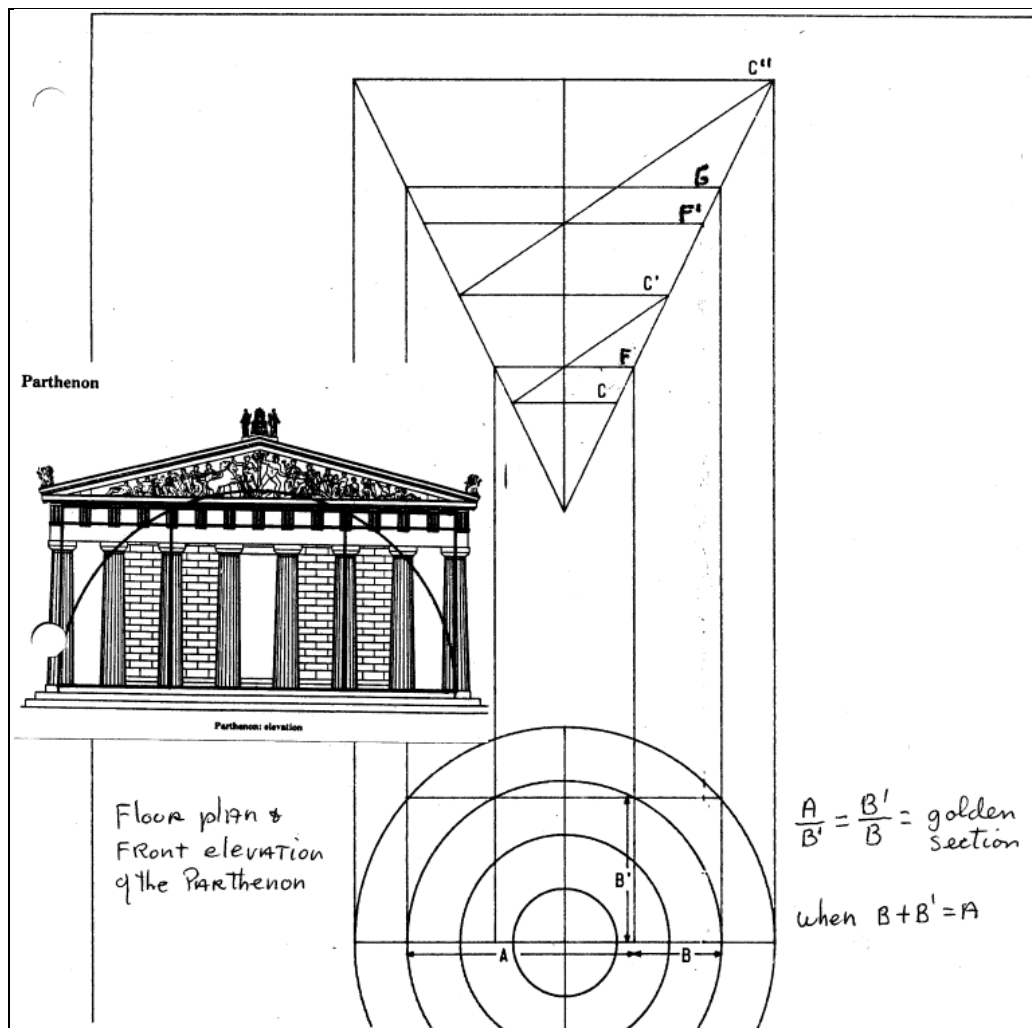 C"
G
F'
C'
F
C
Parthenon
Parthenon: elevation
Floor plan &
Front elevation
of the Parthenon
A/B' = B'/B = golden
section
when B+B'=A
B'
A
B